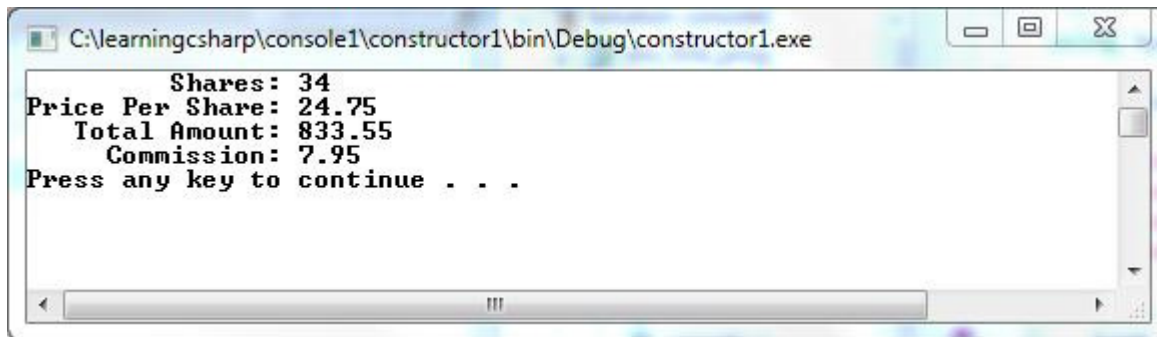 C:\learningcsharp\console1\constructor1\bin\Debug\constructor1.exe
Shares: 34
Price Per Share: 24.75
Total Amount: 833.55
Commission: 7.95
Press any key to continue . . .